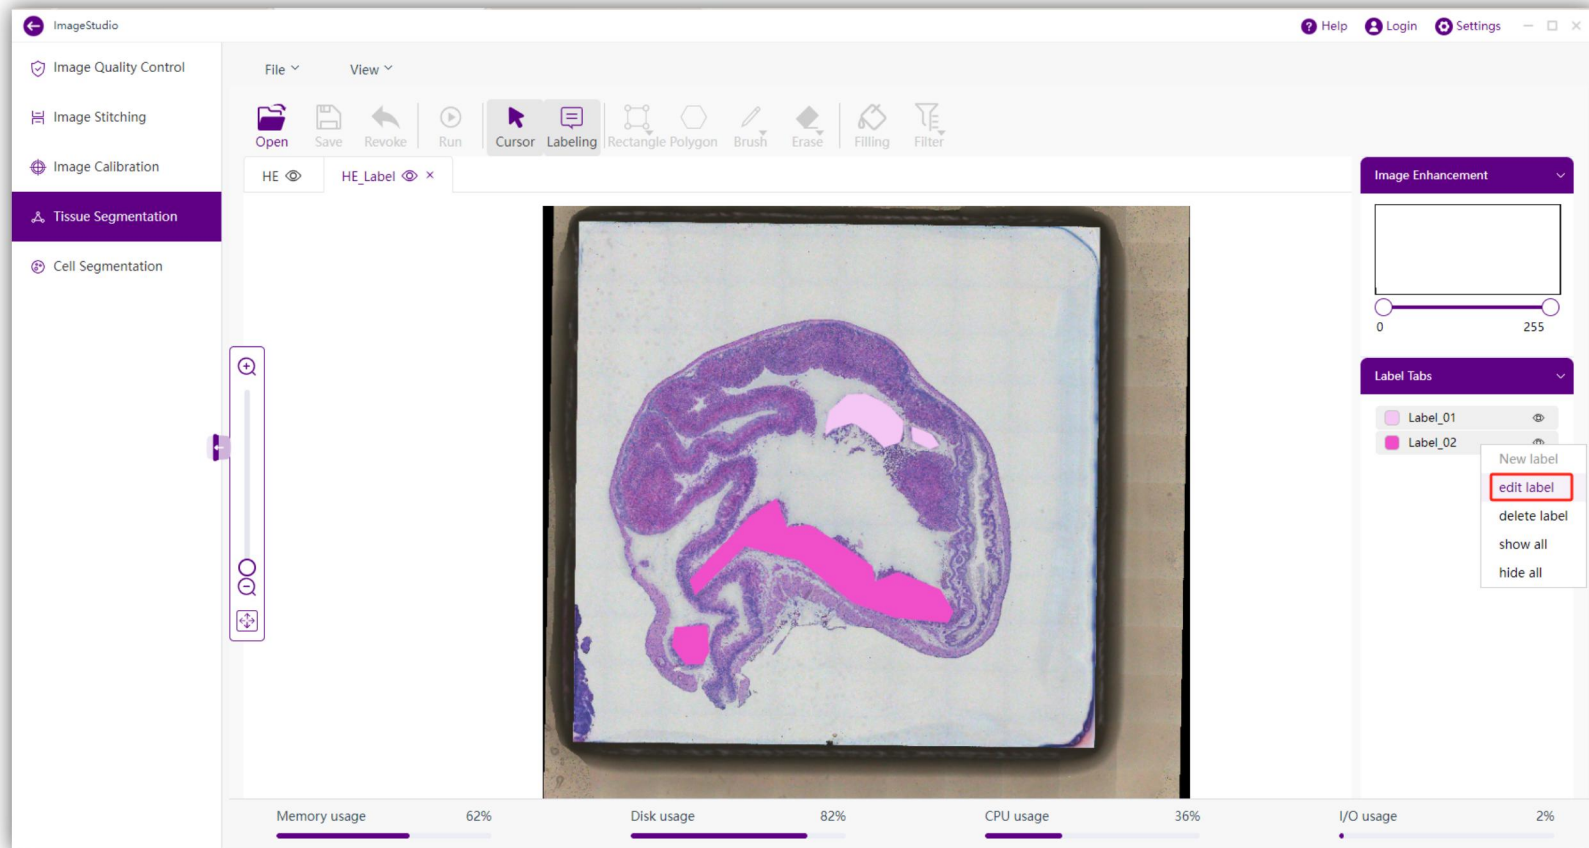 ImageStudio
Help Login Settings
Image Quality Control
Image Stitching
Image Calibration
Tissue Segmentation
Cell Segmentation
File View
Open Save Revoke Run Cursor Labeling Rectangle Polygon Brush Erase Filling Filter
HE HE_Label
Image Enhancement
0 255
Label Tabs
Label_01
Label_02
New label
edit label
delete label
show all
hide all
Memory usage 62% Disk usage 82% CPU usage 36% I/O usage 2%